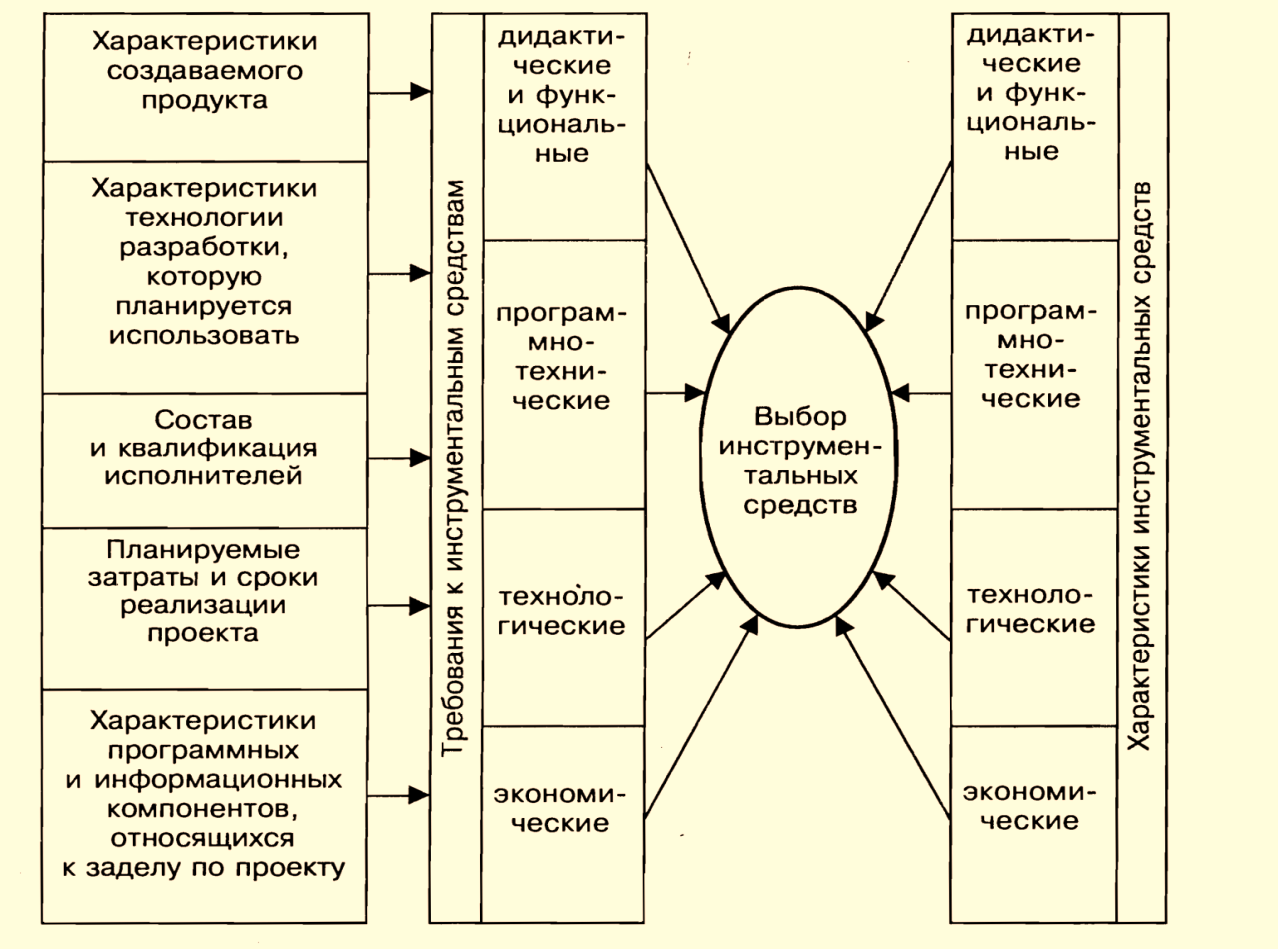 Характеристики
создаваемого
продукта
Характеристики
технологии
разработки,
которую
планируется
использовать
Состав
и квалификация
исполнителей
Планируемые
затраты и сроки
реализации
проекта
Характеристики
программных
и информационных
компонентов,
относящихся
к заделу по проекту
Требования к инструментальным средствам
дидакти-
ческие
и функ-
циональ-
ные
програм-
мно-
техни-
ческие
техноло-
гические
экономи-
ческие
Выбор
инструмен-
тальных
средств
дидакти-
ческие
и функ-
циональ-
ные
програм-
мно-
техни-
ческие
техноло-
гические
экономи-
ческие
Характеристики инструментальных средств